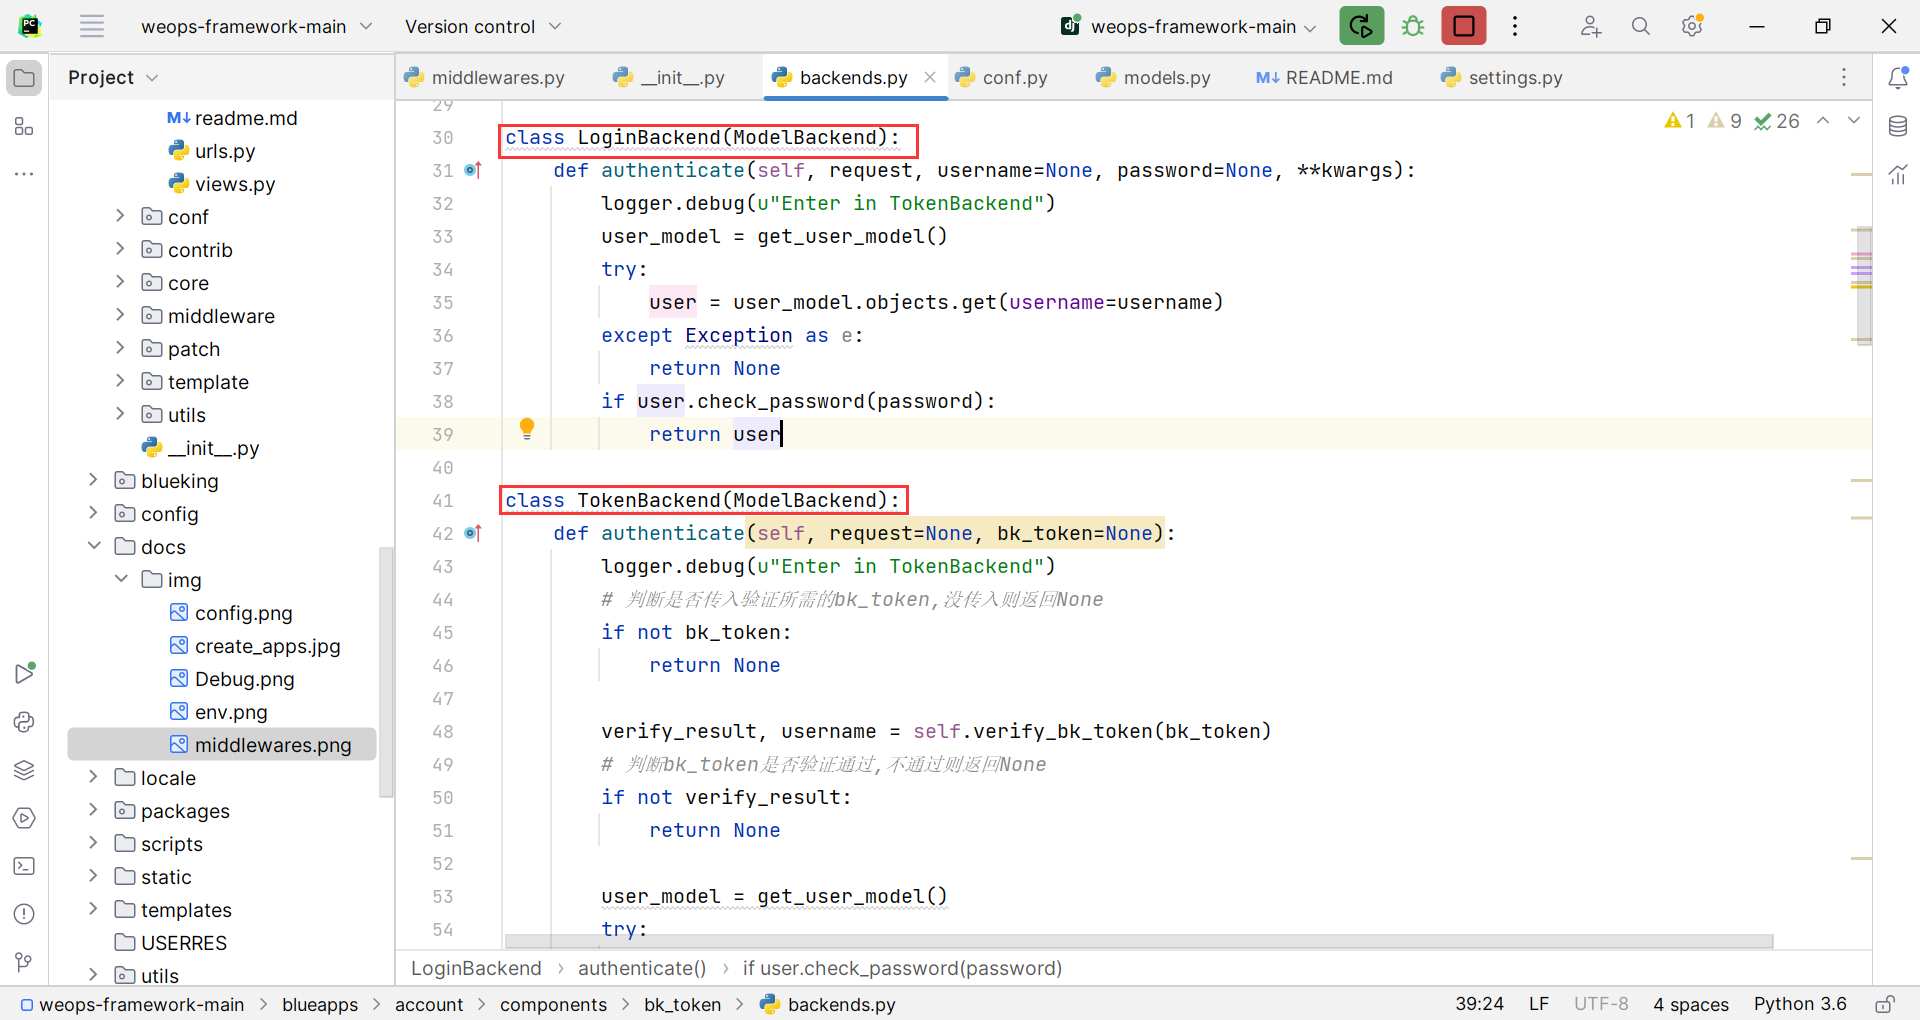 weops-framework-main
Version control
weops-framework-main
Project
readme.md
urls.py
views.py
conf
contrib
core
middleware
patch
template
utils
__init__.py
blueking
config
docs
img
config.png
create_apps.jpg
Debug.png
env.png
middlewares.png
locale
packages
scripts
static
templates
USERRES
utils
middlewares.py
__init__.py
backends.py
conf.py
models.py
README.md
settings.py
1 9 26
29
30 class LoginBackend(ModelBackend):
31     def authenticate(self, request, username=None, password=None, **kwargs):
32         logger.debug(u"Enter in TokenBackend")
33         user_model = get_user_model()
34         try:
35             user = user_model.objects.get(username=username)
36         except Exception as e:
37             return None
38         if user.check_password(password):
39             return user
40
41 class TokenBackend(ModelBackend):
42     def authenticate(self, request=None, bk_token=None):
43         logger.debug(u"Enter in TokenBackend")
44         # 判断是否传入验证所需的bk_token,没传入则返回None
45         if not bk_token:
46             return None
47
48         verify_result, username = self.verify_bk_token(bk_token)
49         # 判断bk_token是否验证通过,不通过则返回None
50         if not verify_result:
51             return None
52
53         user_model = get_user_model()
54         try:
LoginBackend › authenticate() › if user.check_password(password)
weops-framework-main > blueapps > account > components > bk_token > backends.py
39:24 LF UTF-8 4 spaces Python 3.6